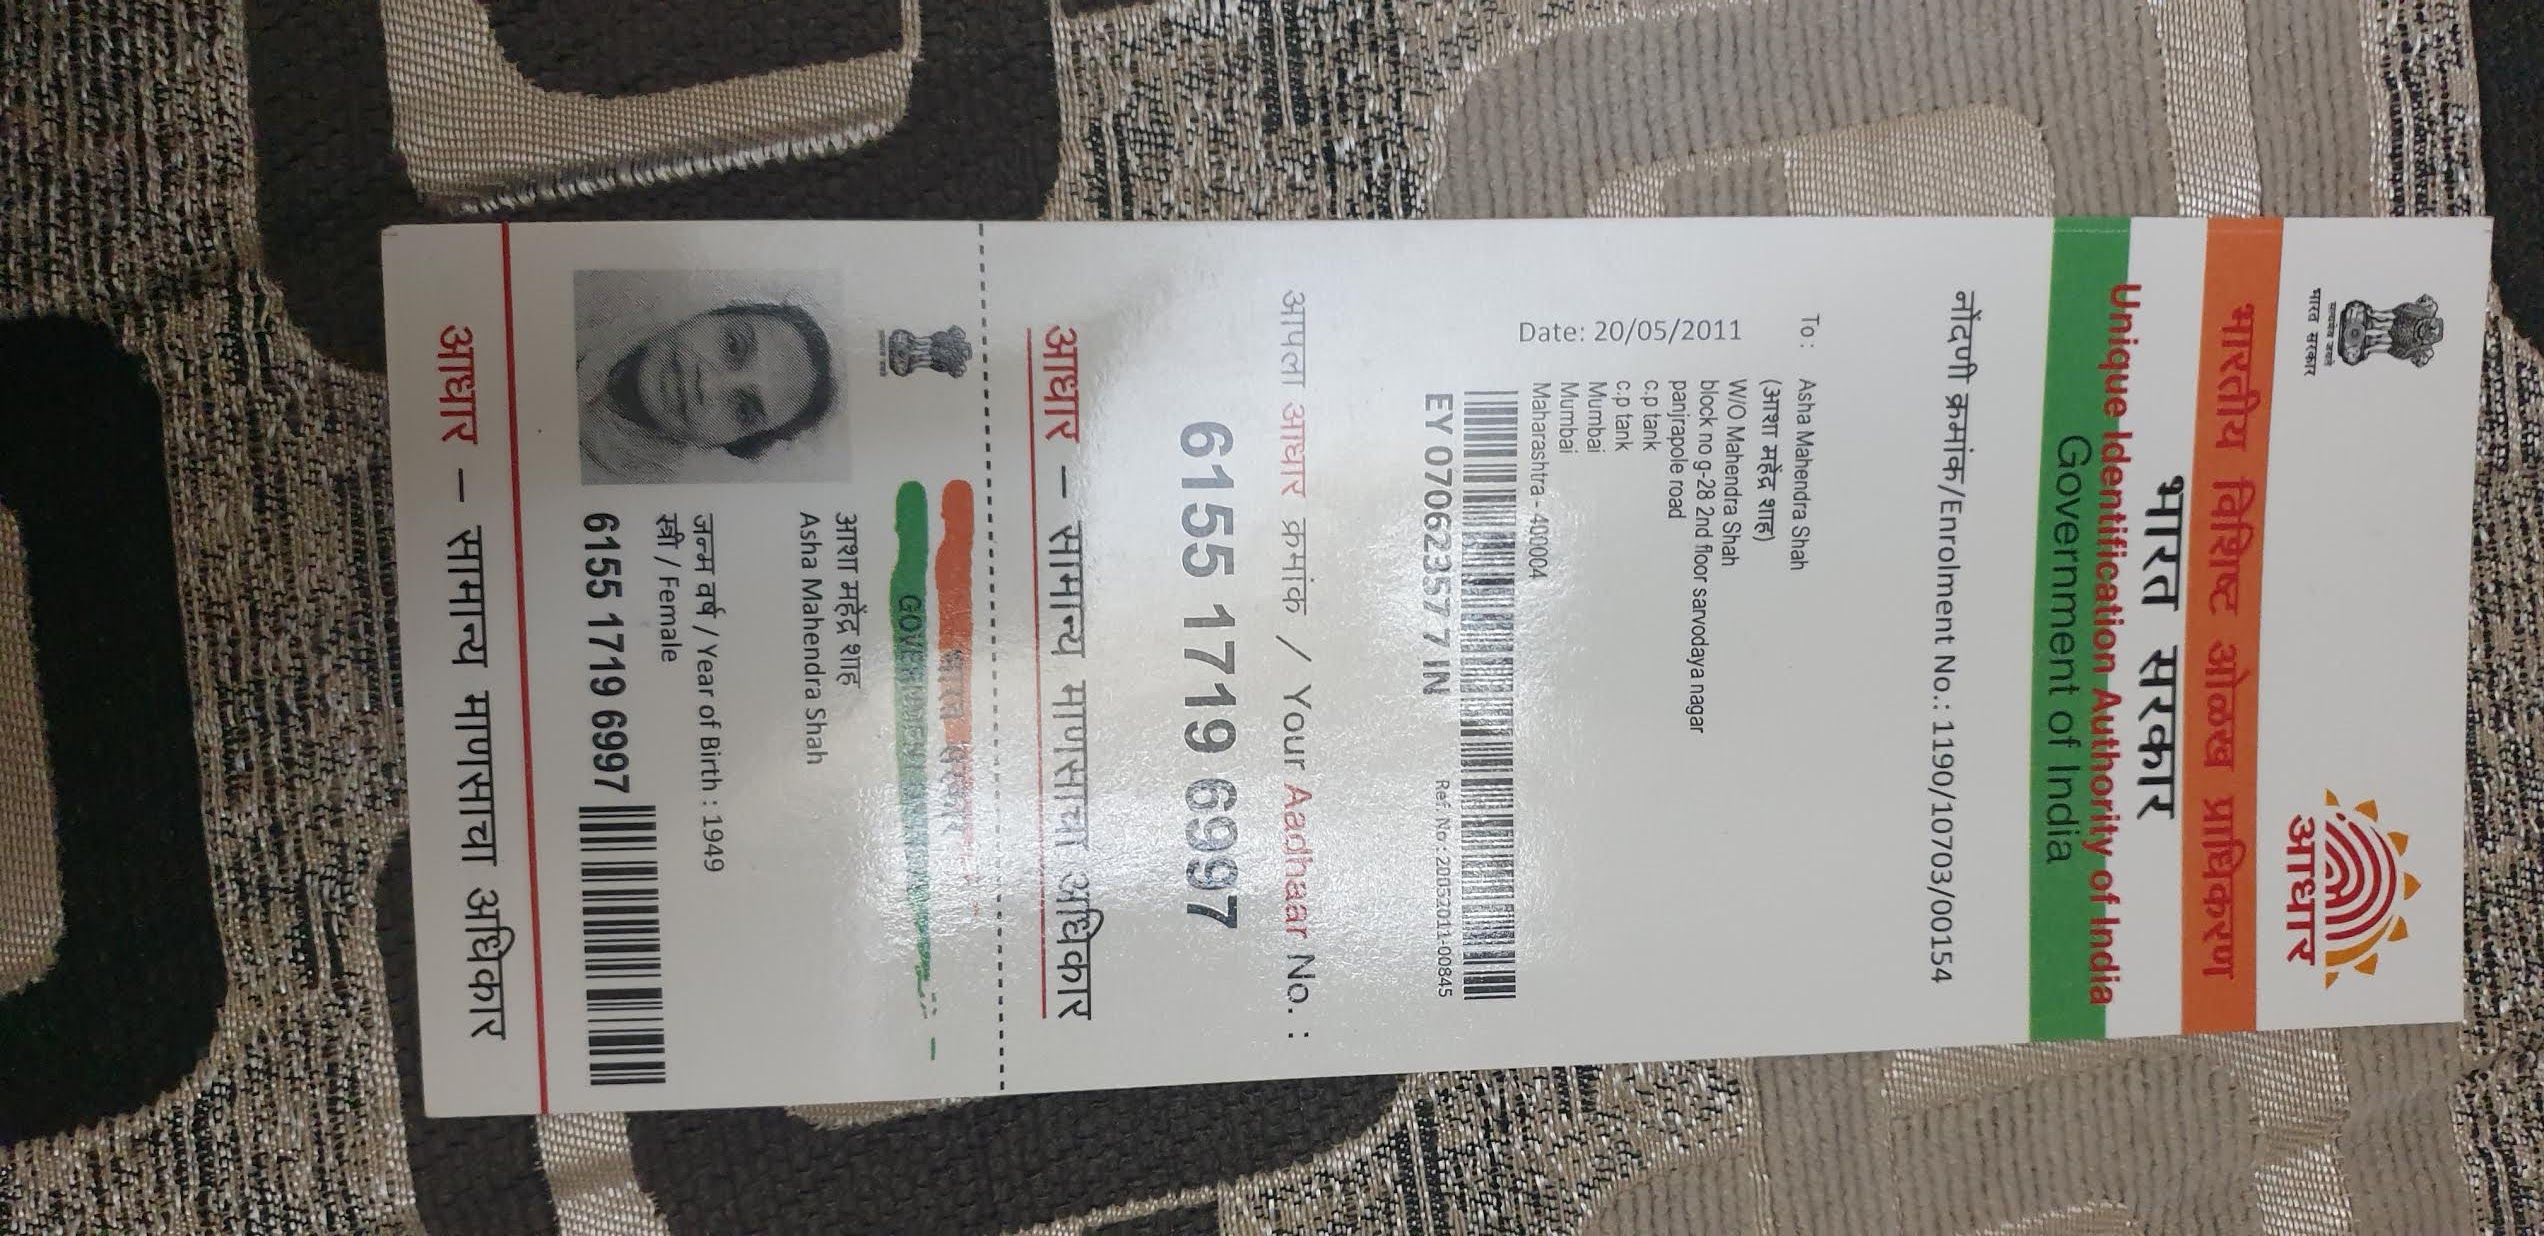 सत्यमेव जयते
भारत सरकार
आधार
भारतीय विशिष्ट ओळख प्राधिकरण
भारत सरकार
Unique Identification Authority of India
Government of India
नोंदणी क्रमांक/Enrolment No.: 1190/10703/00154
To: Asha Mahendra Shah
(आशा महेंद्र शाह)
W/O Mahendra Shah
block no g-28 2nd floor sarvodaya nagar
panjrapole road
c.p tank
c.p tank
Mumbai
Mumbai
Maharashtra - 400004
Date: 20/05/2011
EY 070623577 IN
Ref. No.: 20052011-00845
आपला आधार क्रमांक / Your Aadhaar No. :
6155 1719 6997
आधार – सामान्य माणसाचा अधिकार
भारत सरकार
आशा महेंद्र शाह
Asha Mahendra Shah
जन्म वर्ष / Year of Birth : 1949
स्त्री / Female
6155 1719 6997
आधार – सामान्य माणसाचा अधिकार